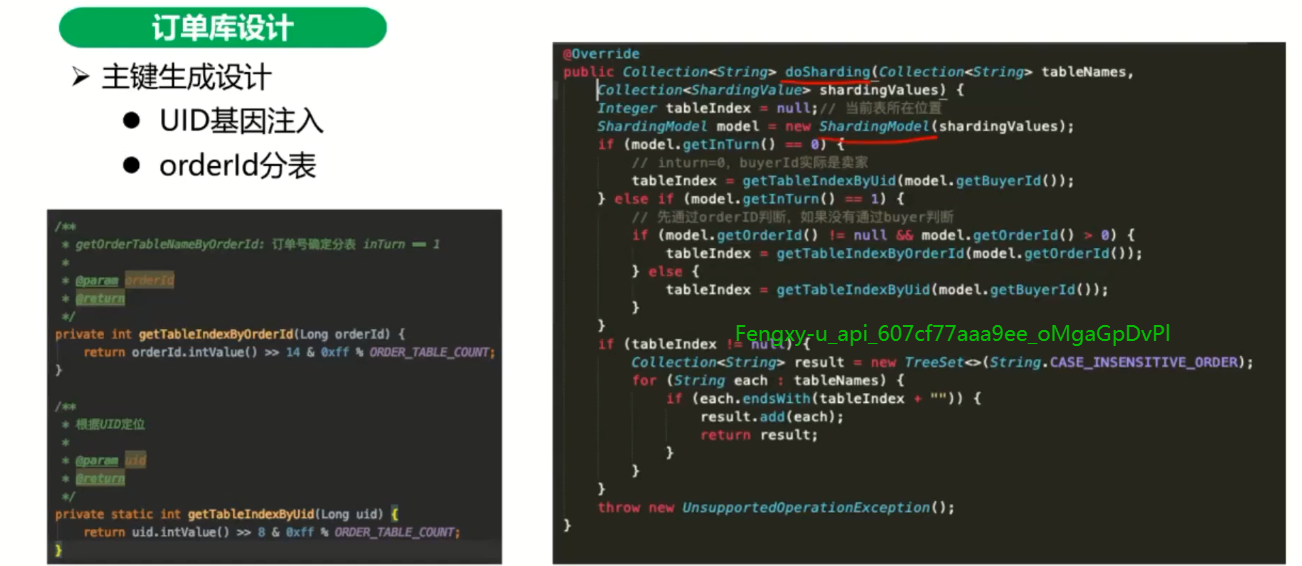 订单库设计
➤ 主键生成设计
● UID基因注入
● orderId分表
/**
* getOrderTableNameByOrderId: 订单号确定分表 inTurn == 1
*
* @param orderId
* @return
*/
private int getTableIndexByOrderId(Long orderId) {
return orderId.intValue() >> 14 & 0xff % ORDER_TABLE_COUNT;
}
/**
* 根据UID定位
*
* @param uid
* @return
*/
private static int getTableIndexByUid(Long uid) {
return uid.intValue() >> 8 & 0xff % ORDER_TABLE_COUNT;
}
@Override
public Collection<String> doSharding(Collection<String> tableNames,
Collection<ShardingValue> shardingValues) {
Integer tableIndex = null;// 当前表所在位置
ShardingModel model = new ShardingModel(shardingValues);
if (model.getInTurn() == 0) {
// inturn=0，buyerId实际是卖家
tableIndex = getTableIndexByUid(model.getBuyerId());
} else if (model.getInTurn() == 1) {
// 先通过orderID判断，如果没有通过buyer判断
if (model.getOrderId() != null && model.getOrderId() > 0) {
tableIndex = getTableIndexByOrderId(model.getOrderId());
} else {
tableIndex = getTableIndexByUid(model.getBuyerId());
}
}
Fengxy-u_api_607cf77aaa9ee_oMgaGpDvPl
if (tableIndex != null) {
Collection<String> result = new TreeSet<>(String.CASE_INSENSITIVE_ORDER);
for (String each : tableNames) {
if (each.endsWith(tableIndex + "")) {
result.add(each);
return result;
}
}
}
throw new UnsupportedOperationException();
}